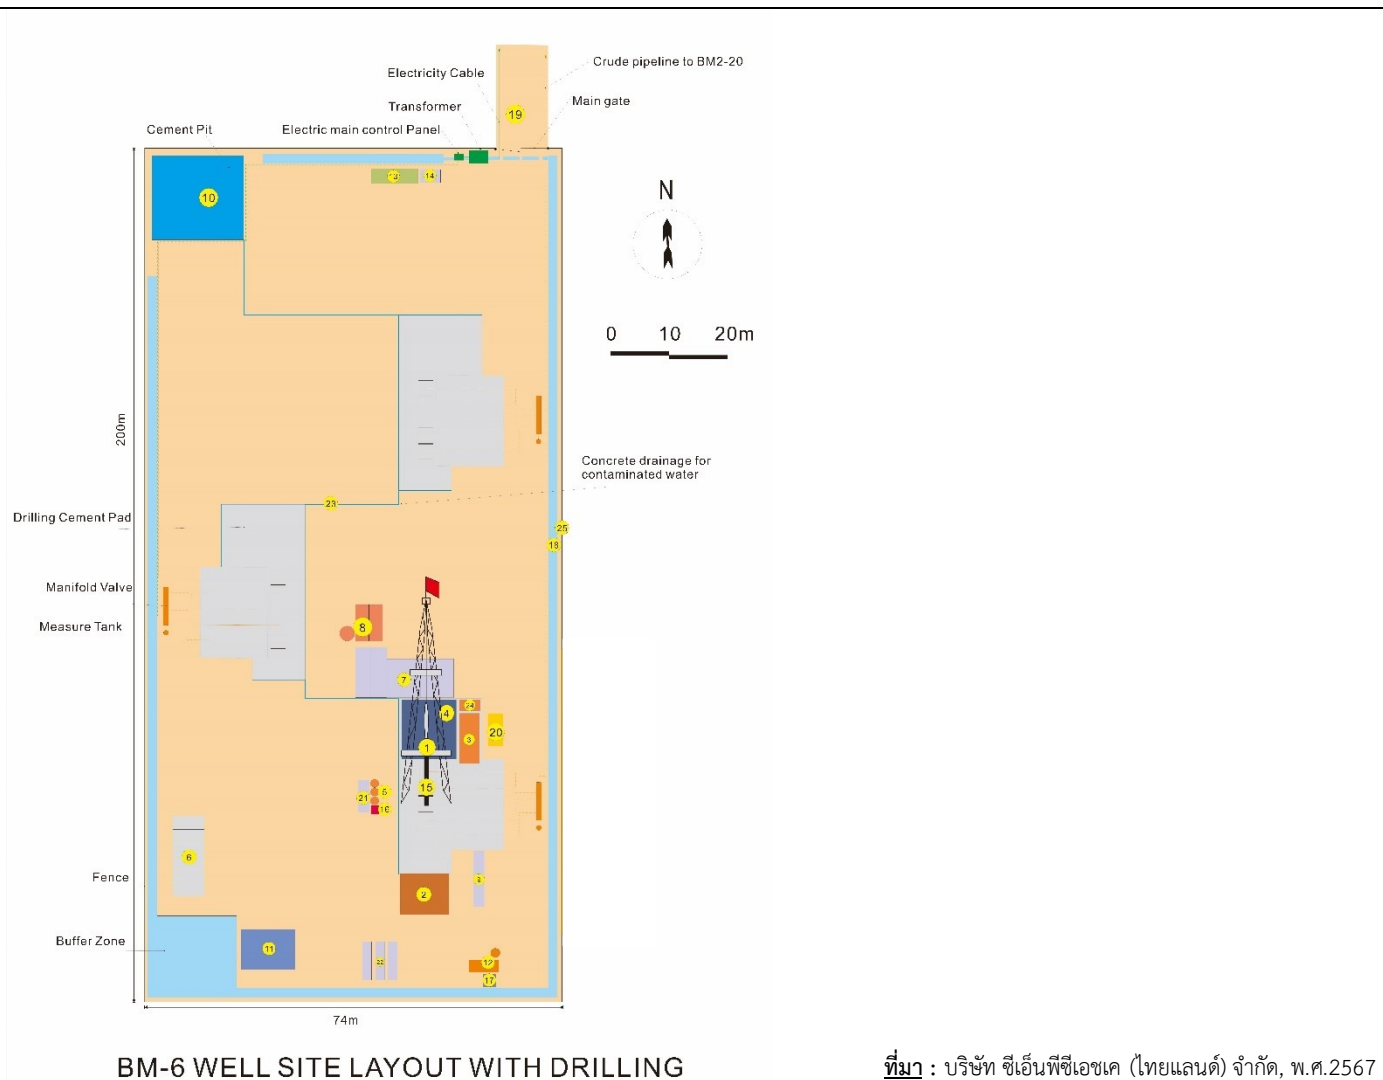 Crude pipeline to BM2-20
Electricity Cable
Main gate
Transformer
19
Cement Pit
Electric main control Panel
13
14
10
N
0 10 20m
200m
Concrete drainage for
contaminated water
23
Drilling Cement Pad
25
18
Manifold Valve
Measure Tank
8
7
4
24
3
20
1
15
21
5
16
6
Fence
2
9
Buffer Zone
11
22
12
17
74m
BM-6 WELL SITE LAYOUT WITH DRILLING
ที่มา : บริษัท ซีเอ็นพีซีเอชเค (ไทยแลนด์) จำกัด, พ.ศ.2567